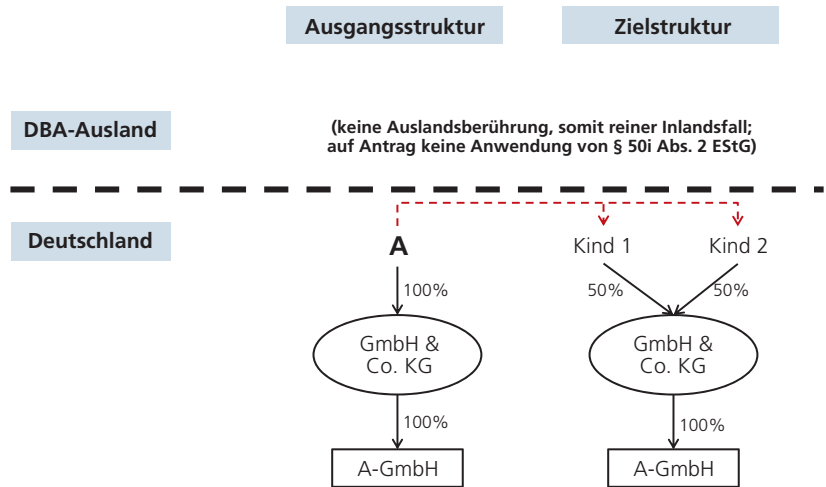 Ausgangsstruktur
Zielstruktur
DBA-Ausland
(keine Auslandsberührung, somit reiner Inlandsfall;
auf Antrag keine Anwendung von § 50i Abs. 2 EStG)
Deutschland
A
Kind 1
Kind 2
100%
50%
50%
GmbH &
Co. KG
GmbH &
Co. KG
100%
100%
A-GmbH
A-GmbH